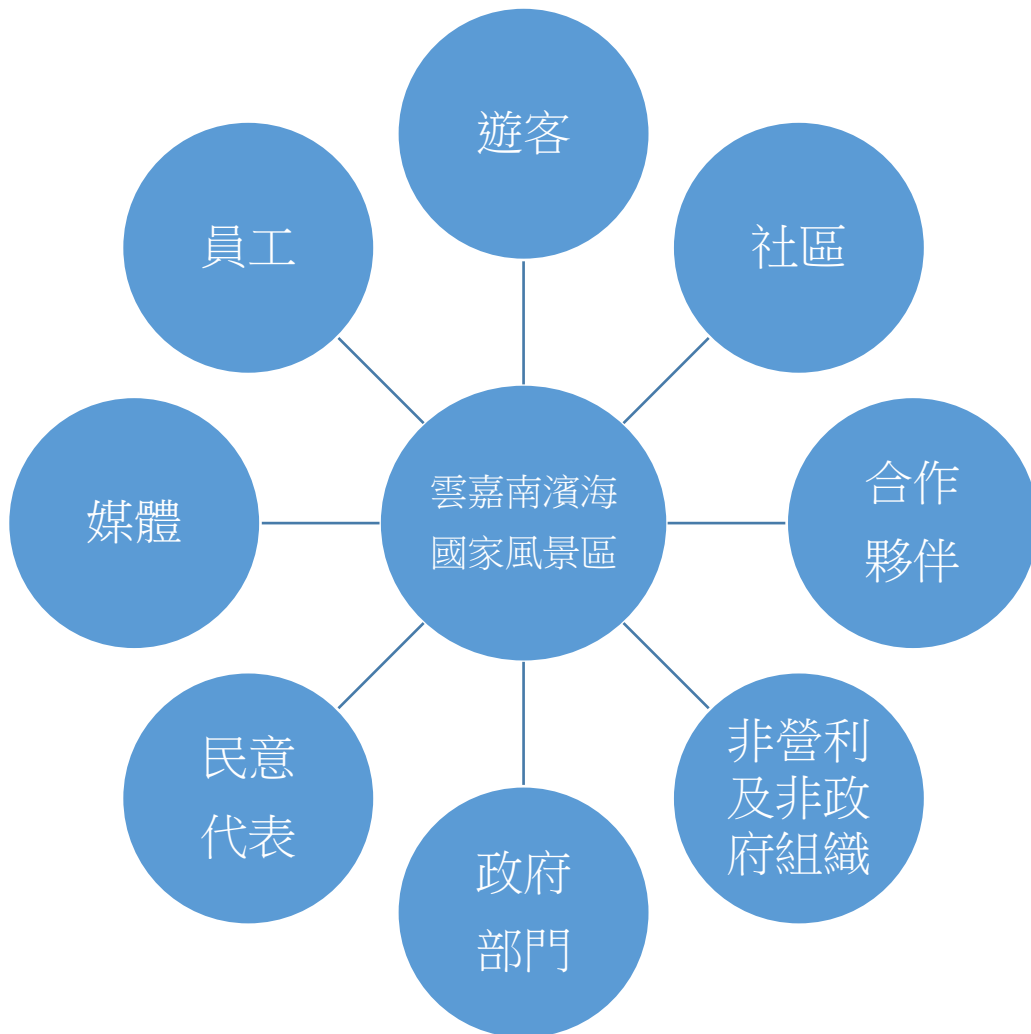 遊客
員工
社區
媒體
雲嘉南濱海
國家風景區
合作
夥伴
民意
代表
非營利
及非政
府組織
政府
部門